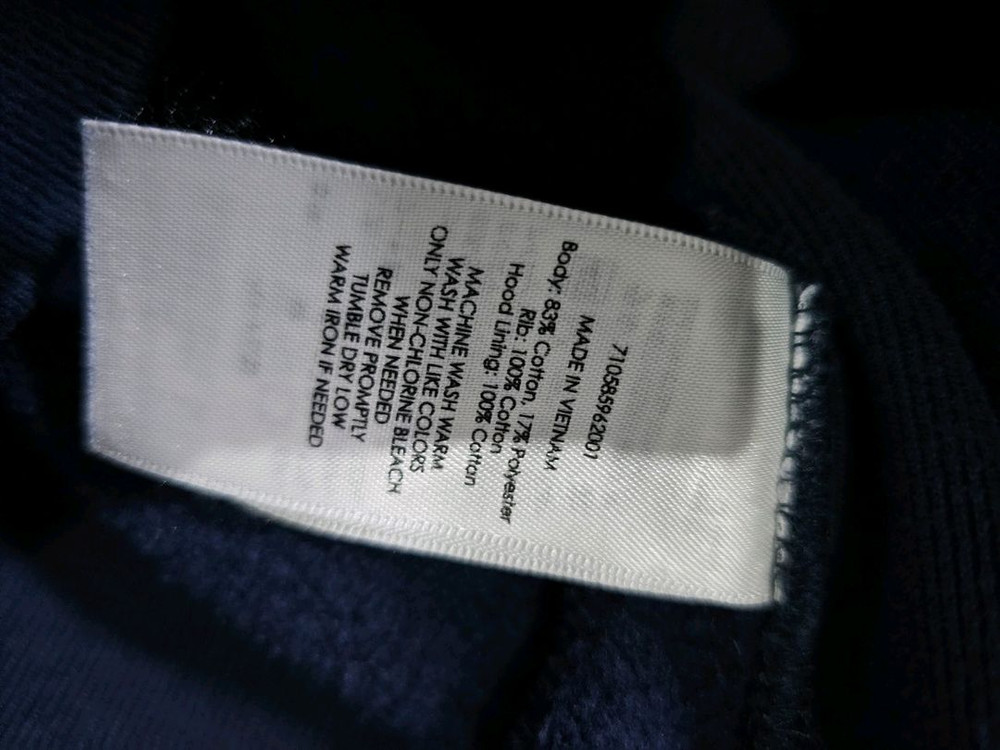 710585962001
MADE IN VIETNAM
Body: 83% Cotton, 17% Polyester
Rib: 100% Cotton
Hood Lining: 100% Cotton
MACHINE WASH WARM
WASH WITH LIKE COLORS
ONLY NON-CHLORINE BLEACH
WHEN NEEDED
REMOVE PROMPTLY
TUMBLE DRY LOW
WARM IRON IF NEEDED